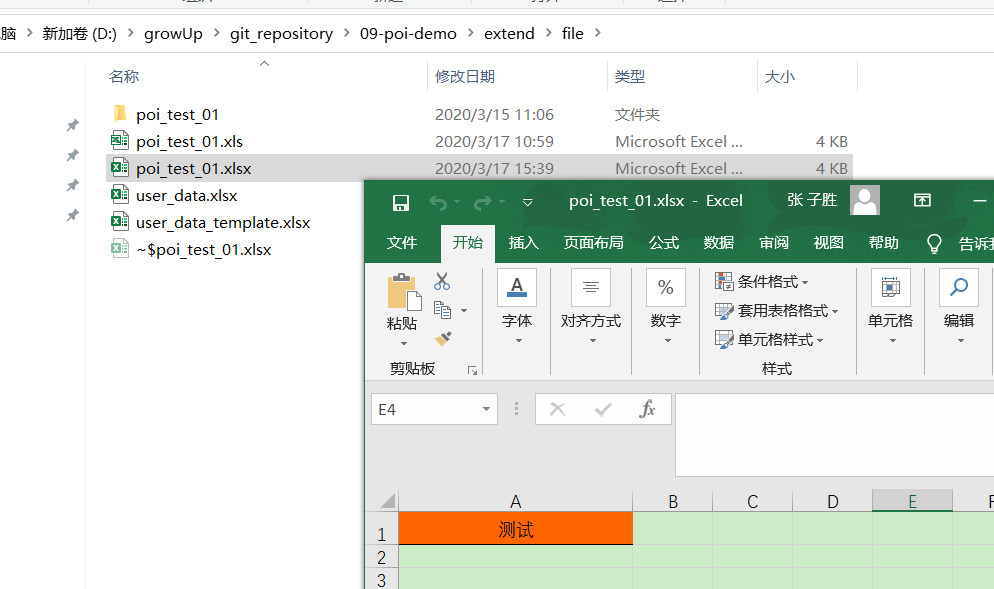 脑 > 新加卷 (D:) > growUp > git_repository > 09-poi-demo > extend > file >
名称 修改日期 类型 大小
poi_test_01 2020/3/15 11:06 文件夹
poi_test_01.xls 2020/3/17 10:59 Microsoft Excel ... 4 KB
poi_test_01.xlsx 2020/3/17 15:39 Microsoft Excel ... 4 KB
user_data.xlsx
user_data_template.xlsx
~$poi_test_01.xlsx
poi_test_01.xlsx - Excel 张 子胜
文件 开始 插入 页面布局 公式 数据 审阅 视图 帮助 告诉
粘贴 字体 对齐方式 % 数字 条件格式 套用表格格式 单元格样式 单元格 编辑
剪贴板 样式
E4 fx
A B C D E F
1 测试
2
3